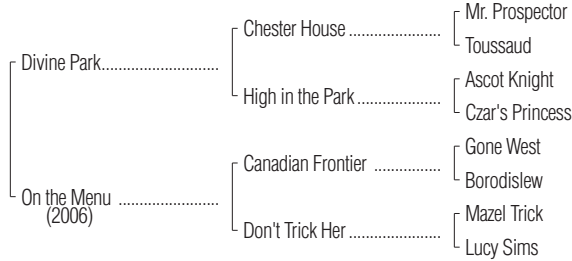 Mr. Prospector
Chester House ....................
Toussaud
Divine Park.........................
Ascot Knight
High in the Park ..................
Czar's Princess
Gone West
Canadian Frontier ..............
Borodislew
On the Menu .....................
(2006)
Mazel Trick
Don't Trick Her ...................
Lucy Sims